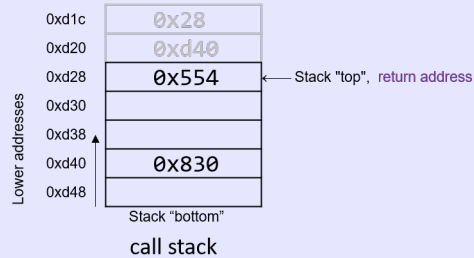 0xd1c 0x28
0xd20 0xd40
0xd28 0x554 Stack "top", return address
0xd30
0xd38
0xd40 0x830
0xd48
Lower addresses
Stack “bottom”
call stack